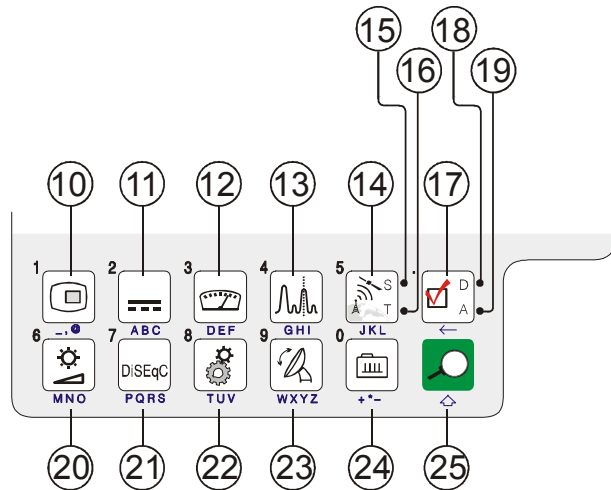 15 18
16 19
10 11 12 13 14 17
1 2 3 4 5 .
S D
T A
_,@ ABC DEF GHI JKL ←
6 7 8 9 0
DiSEqC
MNO PQRS TUV WXYZ +*-
20 21 22 23 24 25